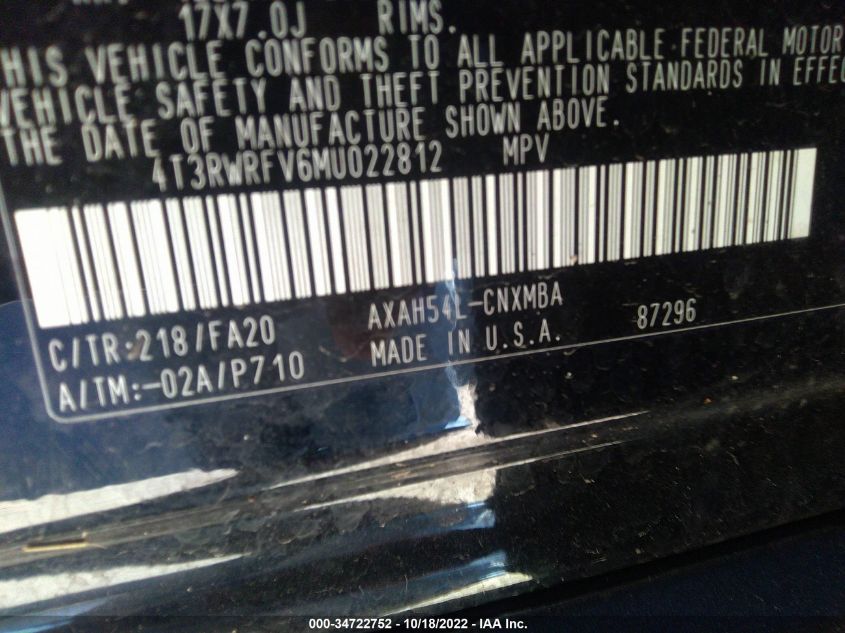 17X7.0J RIMS.
THIS VEHICLE CONFORMS TO ALL APPLICABLE FEDERAL MOTOR
VEHICLE SAFETY AND THEFT PREVENTION STANDARDS IN EFFEC
THE DATE OF MANUFACTURE SHOWN ABOVE.
4T3RWRFV6MU022812 MPV
C/TR:218/FA20 AXAH54L-CNXMBA 87296
A/TM:-02A/P710 MADE IN U.S.A.
000-34722752 - 10/18/2022 - IAA Inc.